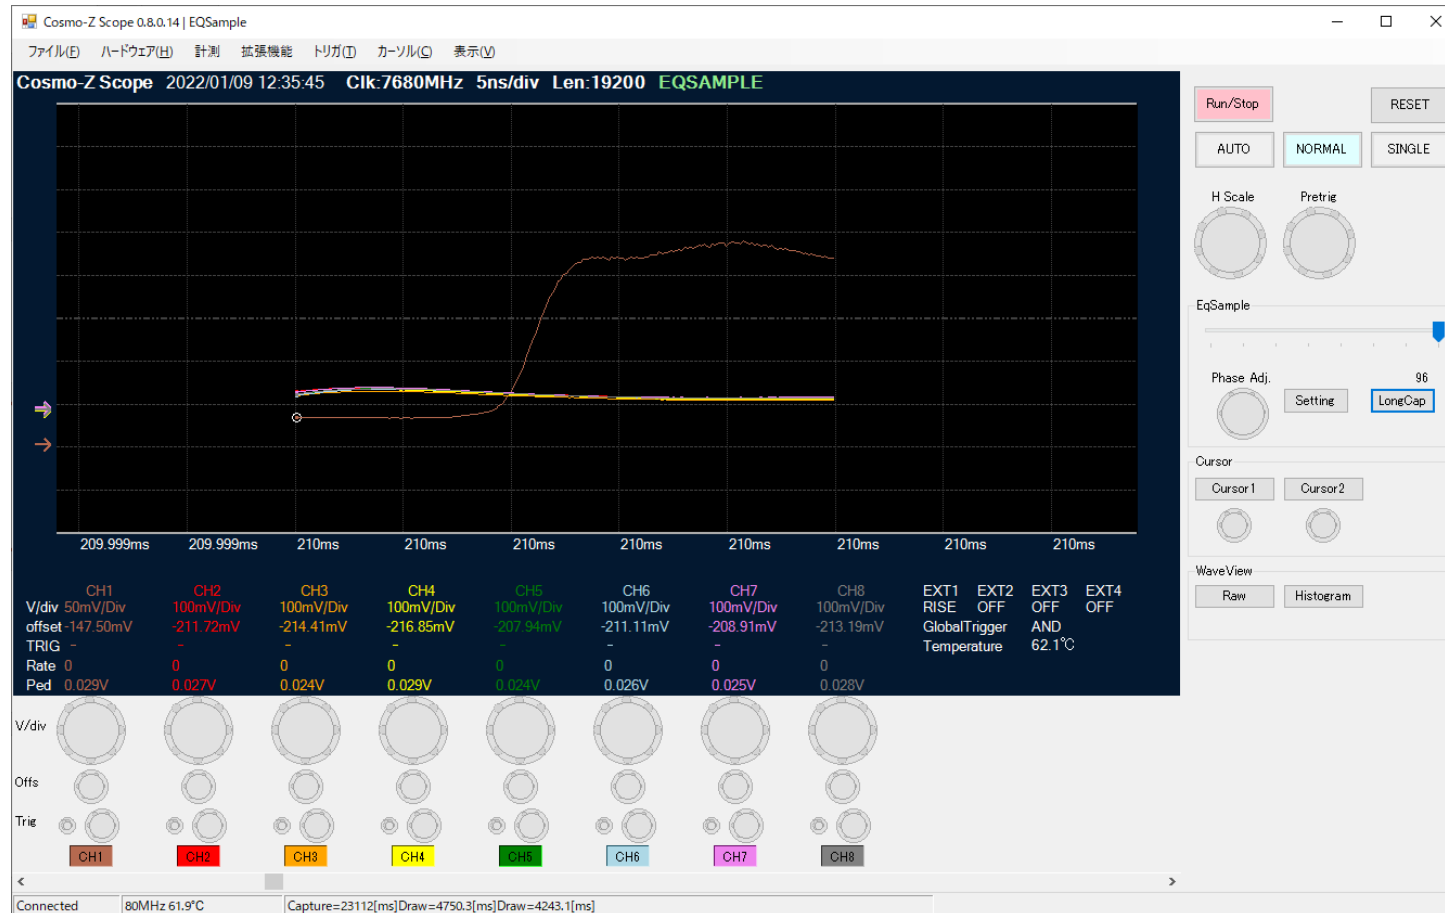 Cosmo-Z Scope 0.8.0.14 | EQSample
ファイル(F) ハードウェア(H) 計測 拡張機能 トリガ(T) カーソル(C) 表示(V)
Cosmo-Z Scope 2022/01/09 12:35:45 Clk:7680MHz 5ns/div Len:19200 EQSAMPLE
Run/Stop RESET
AUTO NORMAL SINGLE
H Scale Pretrig
EqSample
Phase Adj. 96
Setting LongCap
Cursor
Cursor1 Cursor2
WaveView
Raw Histogram
209.999ms 209.999ms 210ms 210ms 210ms 210ms 210ms 210ms 210ms 210ms
CH1 CH2 CH3 CH4 CH5 CH6 CH7 CH8 EXT1 EXT2 EXT3 EXT4
V/div 50mV/Div 100mV/Div 100mV/Div 100mV/Div 100mV/Div 100mV/Div 100mV/Div 100mV/Div RISE OFF OFF OFF
offset -147.50mV -211.72mV -214.41mV -216.85mV -207.94mV -211.11mV -208.91mV -213.19mV GlobalTrigger AND
TRIG - - - - - - - - Temperature 62.1℃
Rate 0 0 0 0 0 0 0 0
Ped 0.029V 0.027V 0.024V 0.029V 0.024V 0.026V 0.025V 0.028V
V/div
Offs
Trig
CH1 CH2 CH3 CH4 CH5 CH6 CH7 CH8
Connected 80MHz 61.9℃ Capture=23112[ms]Draw=4750.3[ms]Draw=4243.1[ms]